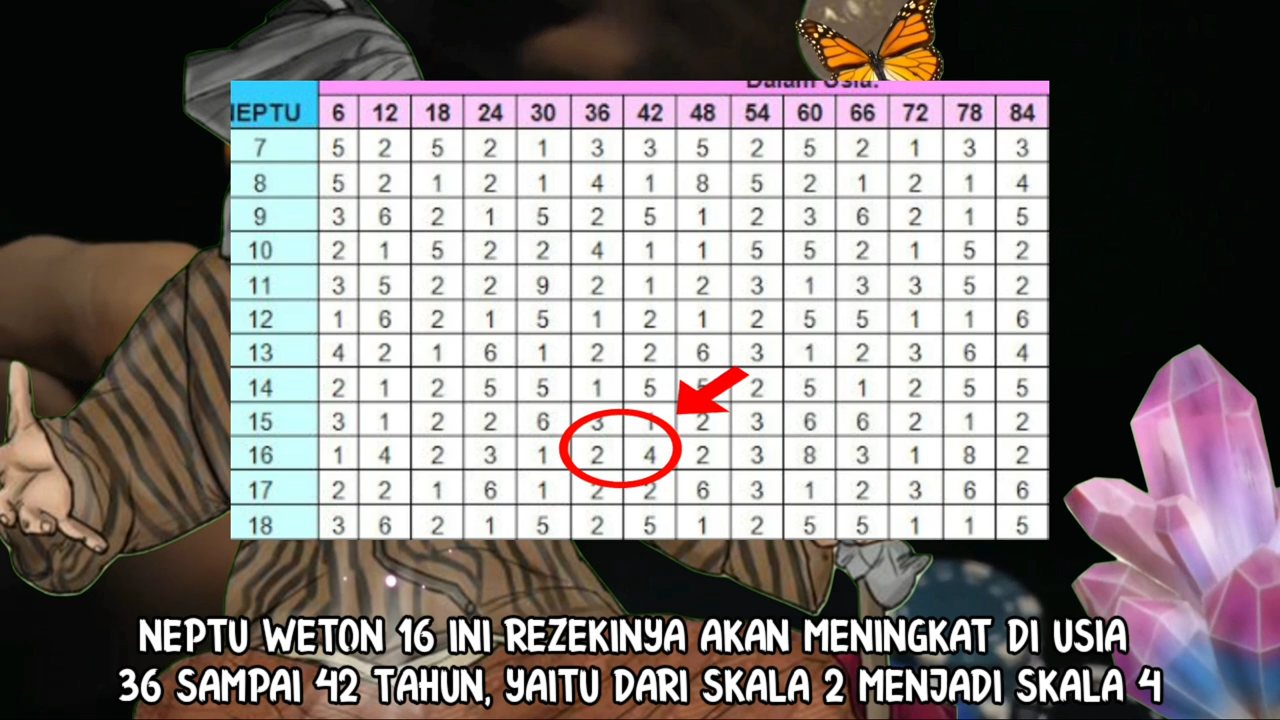 Dalam Usia:
NEPTU 6 12 18 24 30 36 42 48 54 60 66 72 78 84
7 5 2 5 2 1 3 3 5 2 5 2 1 3 3
8 5 2 1 2 1 4 1 8 5 2 1 2 1 4
9 3 6 2 1 5 2 5 1 2 3 6 2 1 5
10 2 1 5 2 2 4 1 1 5 5 2 1 5 2
11 3 5 2 2 9 2 1 2 3 1 3 3 5 2
12 1 6 2 1 5 1 2 1 2 5 5 1 1 6
13 4 2 1 6 1 2 2 6 3 1 2 3 6 4
14 2 1 2 5 5 1 5 5 2 5 1 2 5 5
15 3 1 2 2 6 3 1 2 3 6 6 2 1 2
16 1 4 2 3 1 2 4 2 3 8 3 1 8 2
17 2 2 1 6 1 2 2 6 3 1 2 3 6 6
18 3 6 2 1 5 2 5 1 2 5 5 1 1 5
NEPTU WETON 16 INI REZEKINYA AKAN MENINGKAT DI USIA
36 SAMPAI 42 TAHUN, YAITU DARI SKALA 2 MENJADI SKALA 4